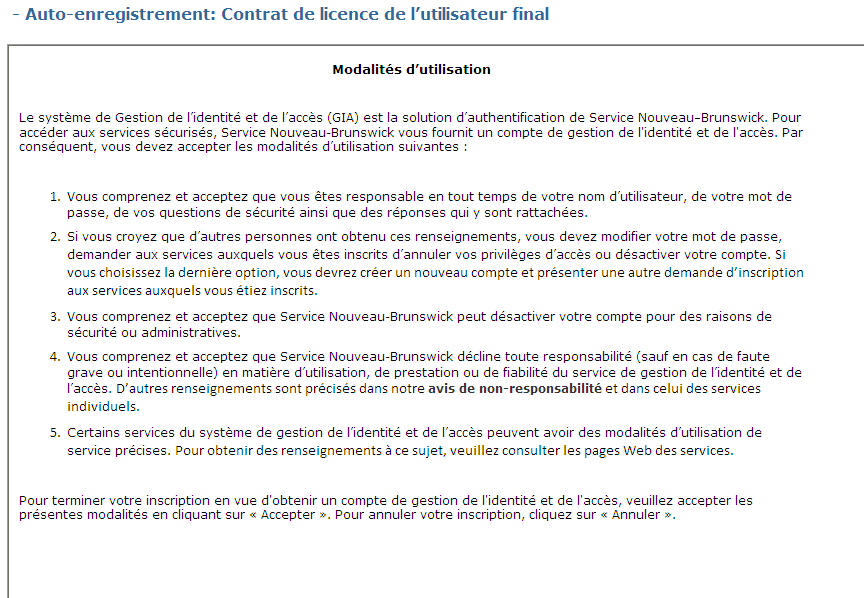 - Auto-enregistrement: Contrat de licence de l’utilisateur final
Modalités d’utilisation
Le système de Gestion de l’identité et de l’accès (GIA) est la solution d’authentification de Service Nouveau-Brunswick. Pour
accéder aux services sécurisés, Service Nouveau-Brunswick vous fournit un compte de gestion de l'identité et de l'accès. Par
conséquent, vous devez accepter les modalités d’utilisation suivantes :
1. Vous comprenez et acceptez que vous êtes responsable en tout temps de votre nom d’utilisateur, de votre mot de
passe, de vos questions de sécurité ainsi que des réponses qui y sont rattachées.
2. Si vous croyez que d’autres personnes ont obtenu ces renseignements, vous devez modifier votre mot de passe,
demander aux services auxquels vous êtes inscrits d’annuler vos privilèges d’accès ou désactiver votre compte. Si
vous choisissez la dernière option, vous devrez créer un nouveau compte et présenter une autre demande d’inscription
aux services auxquels vous étiez inscrits.
3. Vous comprenez et acceptez que Service Nouveau-Brunswick peut désactiver votre compte pour des raisons de
sécurité ou administratives.
4. Vous comprenez et acceptez que Service Nouveau-Brunswick décline toute responsabilité (sauf en cas de faute
grave ou intentionnelle) en matière d’utilisation, de prestation ou de fiabilité du service de gestion de l’identité et de
l’accès. D’autres renseignements sont précisés dans notre avis de non-responsabilité et dans celui des services
individuels.
5. Certains services du système de gestion de l’identité et de l’accès peuvent avoir des modalités d’utilisation de
service précises. Pour obtenir des renseignements à ce sujet, veuillez consulter les pages Web des services.
Pour terminer votre inscription en vue d'obtenir un compte de gestion de l'identité et de l'accès, veuillez accepter les
présentes modalités en cliquant sur « Accepter ». Pour annuler votre inscription, cliquez sur « Annuler ».